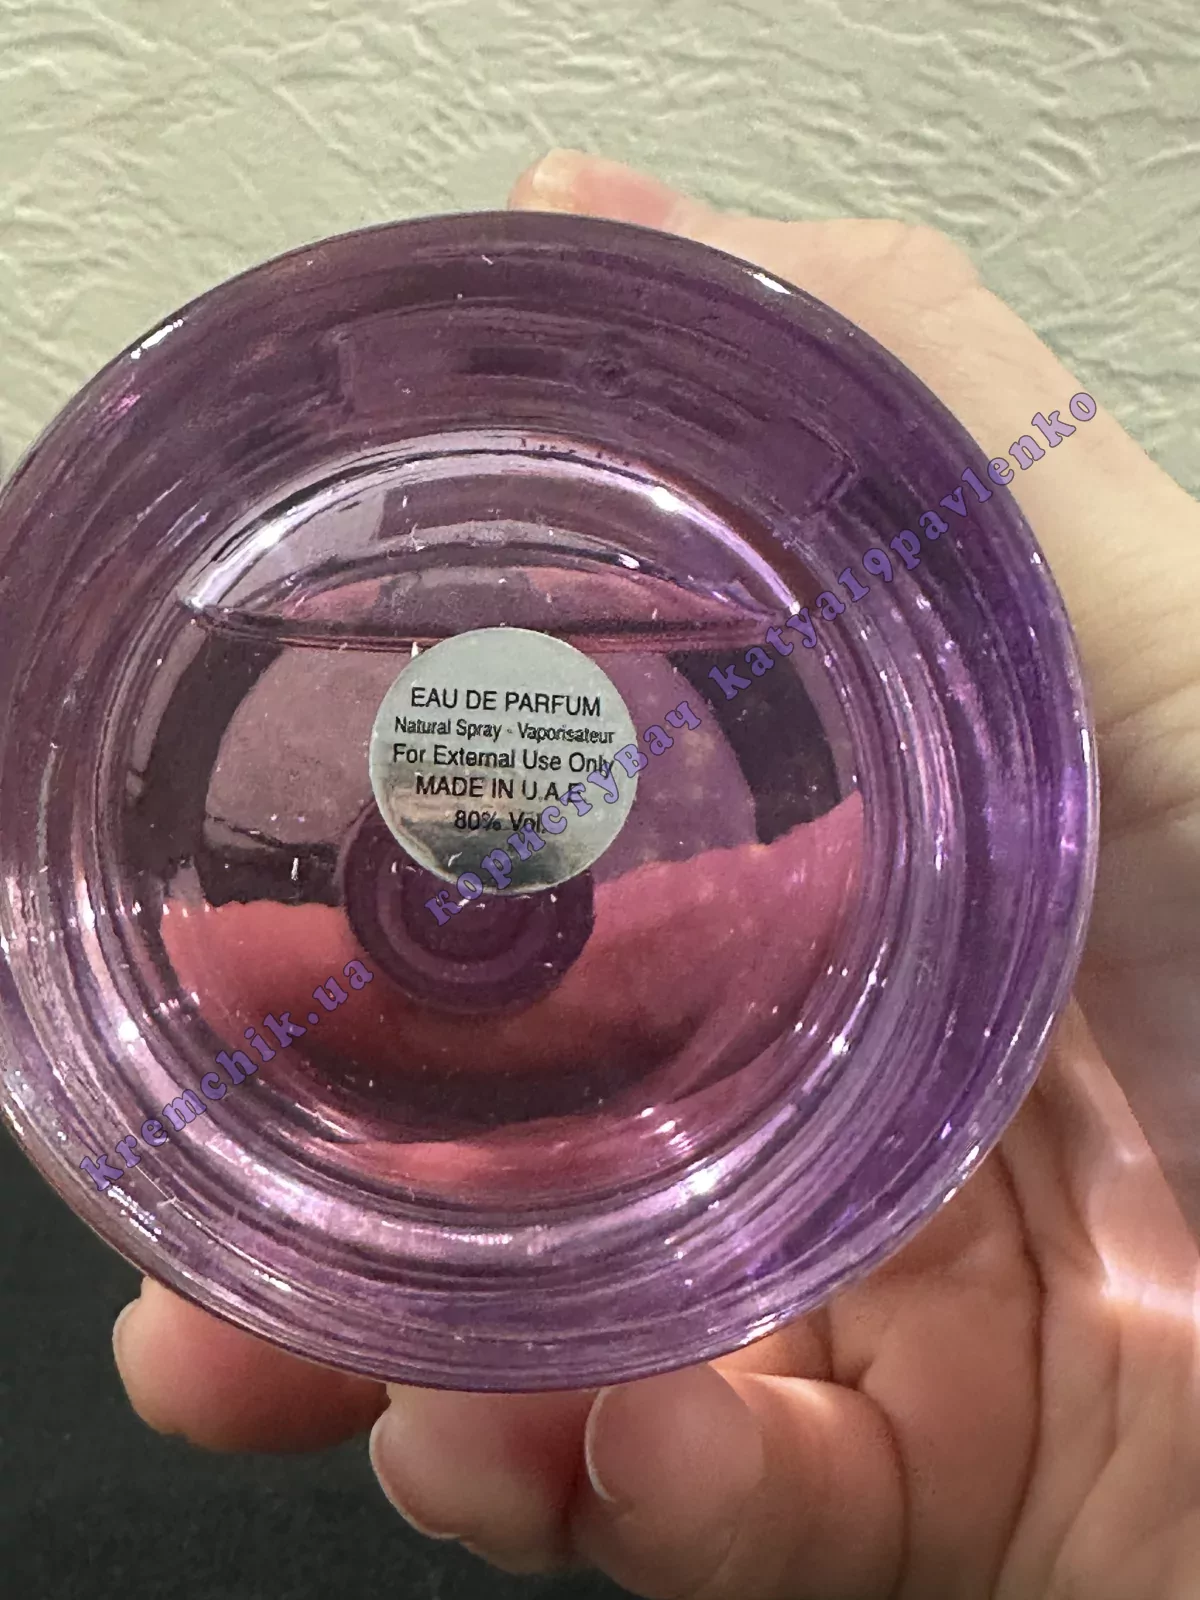 EAU DE PARFUM
Natural Spray - Vaporisateur
For External Use Only
MADE IN U.A.E.
80% Vol.
kremchik.ua користувач katya19pavlenko